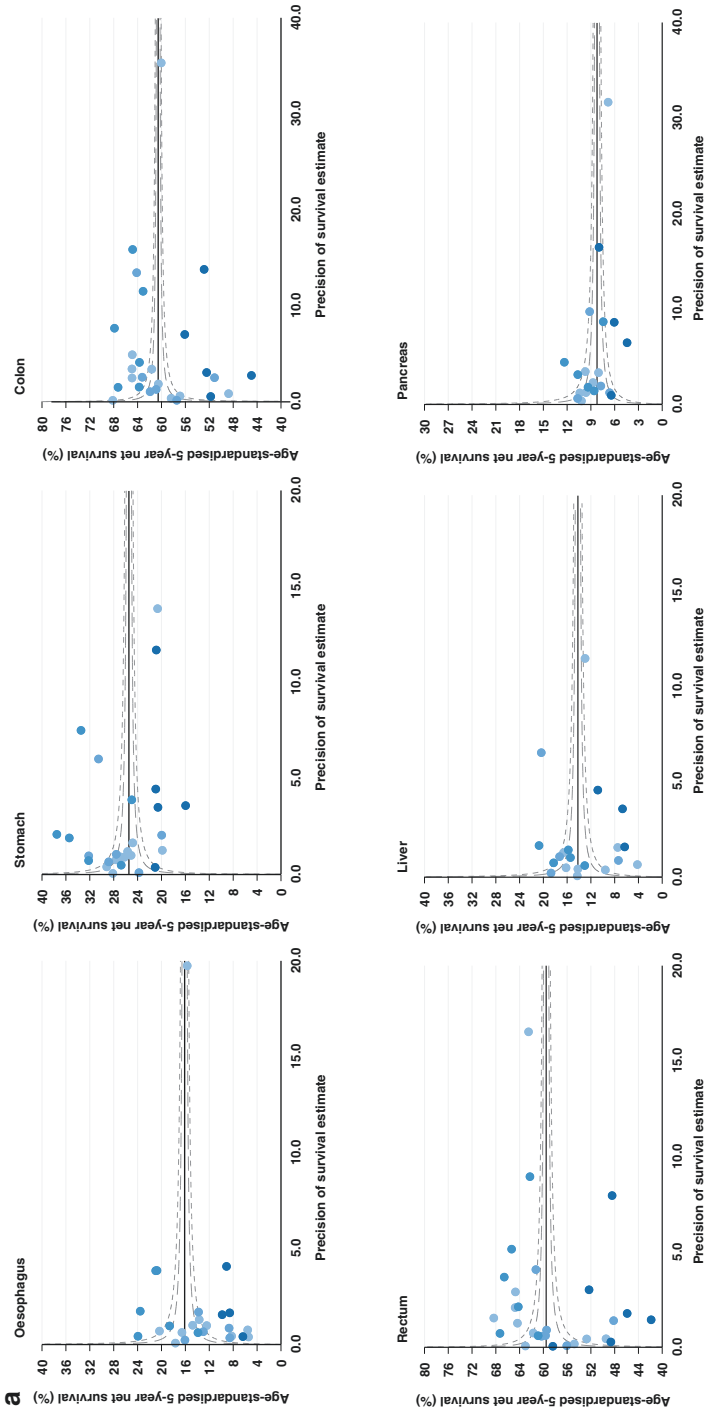 a
Oesophagus
Age-standardised 5-year net survival (%)
40
36
32
28
24
20
16
12
8
4
0
0.0 5.0 10.0 15.0 20.0
Precision of survival estimate
Stomach
Age-standardised 5-year net survival (%)
40
36
32
28
24
20
16
12
8
4
0
0.0 5.0 10.0 15.0 20.0
Precision of survival estimate
Colon
Age-standardised 5-year net survival (%)
80
76
72
68
64
60
56
52
48
44
40
0.0 10.0 20.0 30.0 40.0
Precision of survival estimate
Rectum
Age-standardised 5-year net survival (%)
80
76
72
68
64
60
56
52
48
44
40
0.0 5.0 10.0 15.0 20.0
Precision of survival estimate
Liver
Age-standardised 5-year net survival (%)
40
36
32
28
24
20
16
12
8
4
0
0.0 5.0 10.0 15.0 20.0
Precision of survival estimate
Pancreas
Age-standardised 5-year net survival (%)
30
27
24
21
18
15
12
9
6
3
0
0.0 10.0 20.0 30.0 40.0
Precision of survival estimate